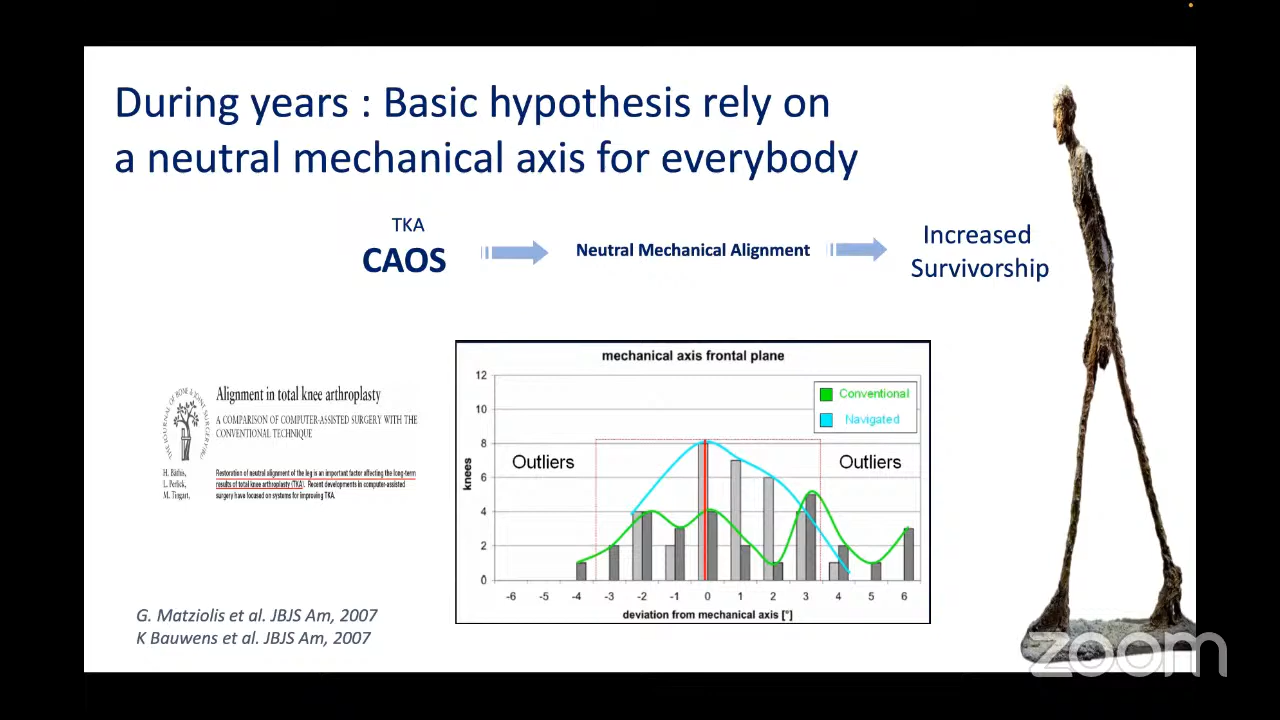 During years : Basic hypothesis rely on
a neutral mechanical axis for everybody
TKA
CAOS
Neutral Mechanical Alignment
Increased
Survivorship
Alignment in total knee arthroplasty
A COMPARISON OF COMPUTER-ASSISTED SURGERY WITH THE
CONVENTIONAL TECHNIQUE
H. Bäthis,
L. Perlick,
M. Tingart,
Restoration of neutral alignment of the leg is an important factor affecting the long-term
results of total knee arthroplasty (TKA). Recent developments in computer-assisted
surgery have focused on systems for improving TKA.
mechanical axis frontal plane
12
10
8
6
4
2
0
knees
Conventional
Navigated
Outliers
Outliers
-6 -5 -4 -3 -2 -1 0 1 2 3 4 5 6
deviation from mechanical axis [°]
G. Matziolis et al. JBJS Am, 2007
K Bauwens et al. JBJS Am, 2007
zoom